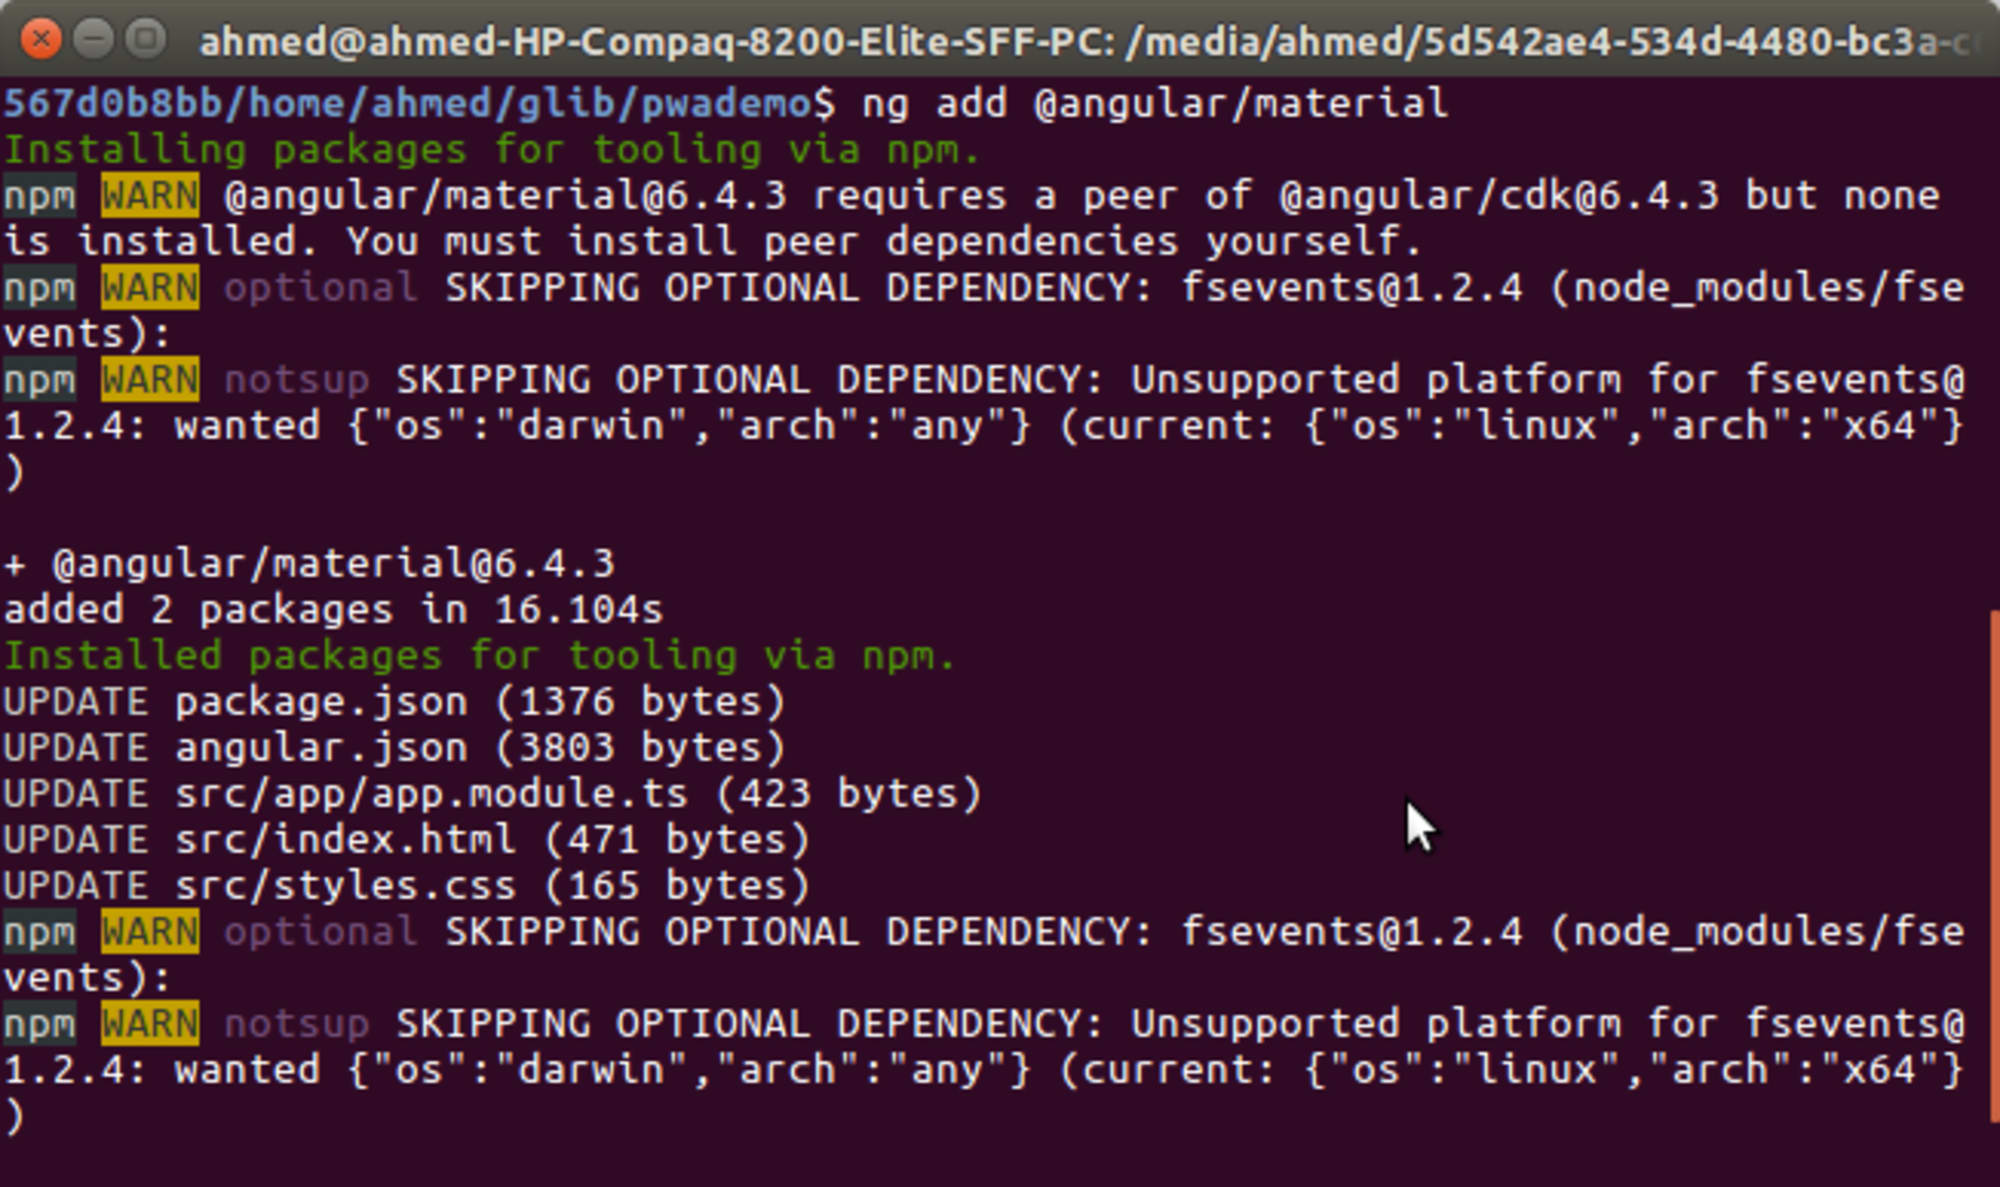 ahmed@ahmed-HP-Compaq-8200-Elite-SFF-PC: /media/ahmed/5d542ae4-534d-4480-bc3a-c
567d0b8bb/home/ahmed/glib/pwademo$ ng add @angular/material
Installing packages for tooling via npm.
npm WARN @angular/material@6.4.3 requires a peer of @angular/cdk@6.4.3 but none
is installed. You must install peer dependencies yourself.
npm WARN optional SKIPPING OPTIONAL DEPENDENCY: fsevents@1.2.4 (node_modules/fse
vents):
npm WARN notsup SKIPPING OPTIONAL DEPENDENCY: Unsupported platform for fsevents@
1.2.4: wanted {"os":"darwin","arch":"any"} (current: {"os":"linux","arch":"x64"}
)
+ @angular/material@6.4.3
added 2 packages in 16.104s
Installed packages for tooling via npm.
UPDATE package.json (1376 bytes)
UPDATE angular.json (3803 bytes)
UPDATE src/app/app.module.ts (423 bytes)
UPDATE src/index.html (471 bytes)
UPDATE src/styles.css (165 bytes)
npm WARN optional SKIPPING OPTIONAL DEPENDENCY: fsevents@1.2.4 (node_modules/fse
vents):
npm WARN notsup SKIPPING OPTIONAL DEPENDENCY: Unsupported platform for fsevents@
1.2.4: wanted {"os":"darwin","arch":"any"} (current: {"os":"linux","arch":"x64"}
)